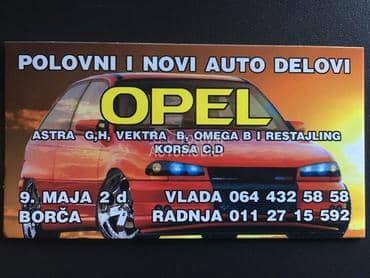 POLOVNI I NOVI AUTO DELOVI
OPEL
ASTRA G,H, VEKTRA B, OMEGA B I RESTAJLING
KORSA C,D
9. MAJA 2 d VLADA 064 432 58 58
BORČA RADNJA 011 27 15 592